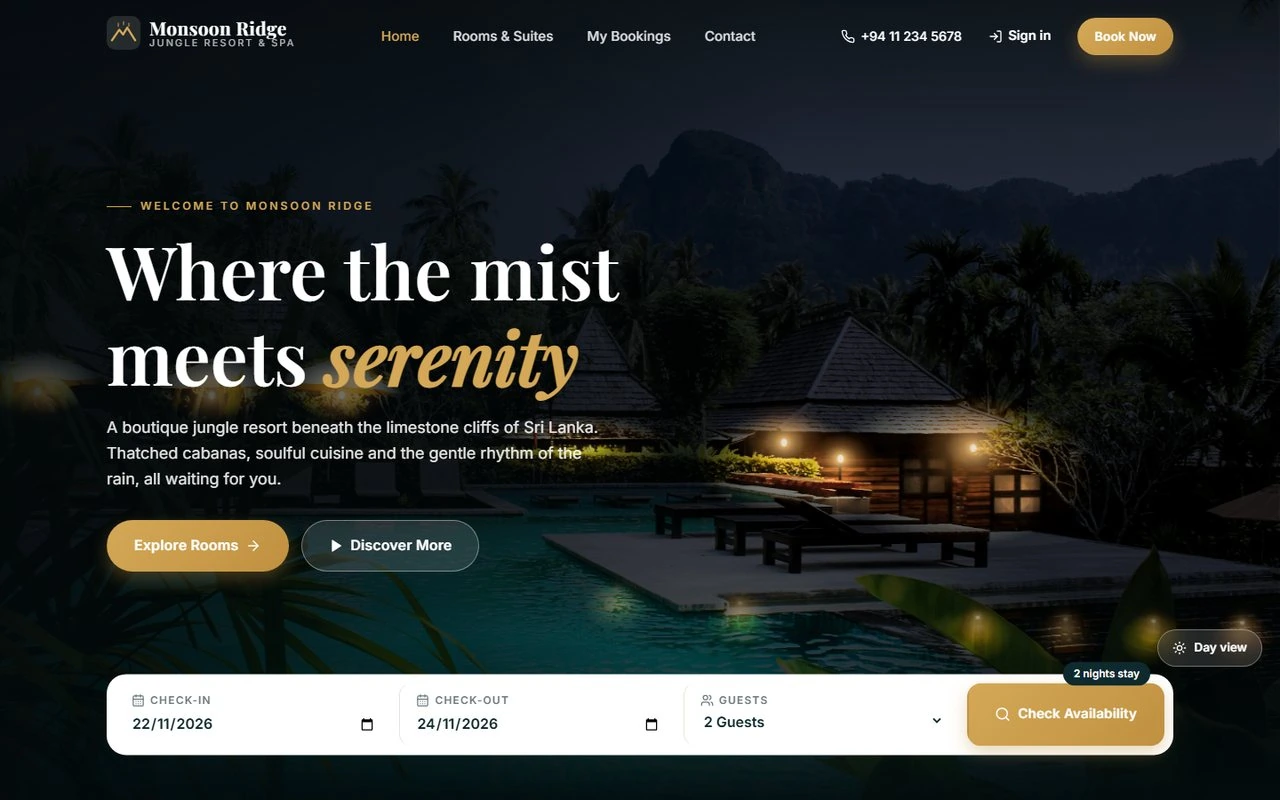 Monsoon Ridge
JUNGLE RESORT & SPA
Home
Rooms & Suites
My Bookings
Contact
+94 11 234 5678
Sign in
Book Now
WELCOME TO MONSOON RIDGE
Where the mist
meets serenity
A boutique jungle resort beneath the limestone cliffs of Sri Lanka.
Thatched cabanas, soulful cuisine and the gentle rhythm of the
rain, all waiting for you.
Explore Rooms
Discover More
Day view
2 nights stay
CHECK-IN
22/11/2026
CHECK-OUT
24/11/2026
GUESTS
2 Guests
Check Availability